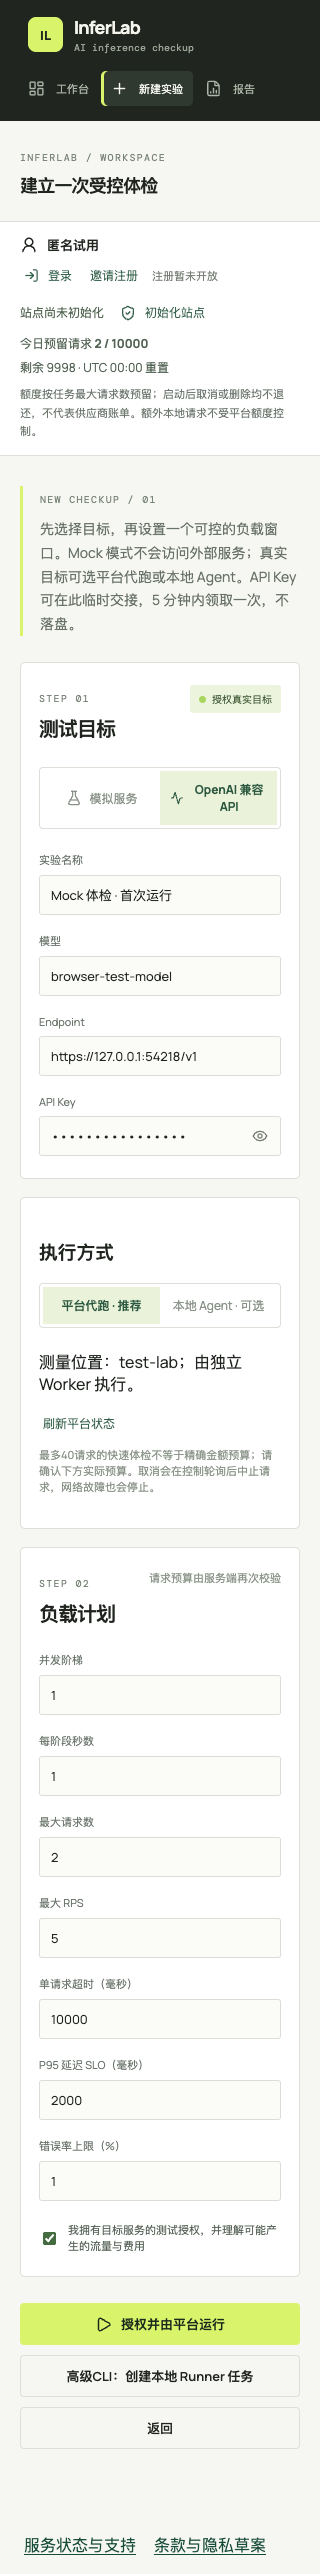 IL
InferLab
AI inference checkup
工作台
新建实验
报告
INFERLAB / WORKSPACE
建立一次受控体检
匿名试用
登录 邀请注册 注册暂未开放
站点尚未初始化 初始化站点
今日预留请求 2 / 10000
剩余 9998 · UTC 00:00 重置
额度按任务最大请求数预留；启动后取消或删除均不退
还，不代表供应商账单。额外本地请求不受平台额度控
制。
NEW CHECKUP / 01
先选择目标，再设置一个可控的负载窗
口。Mock 模式不会访问外部服务；真实
目标可选平台代跑或本地 Agent。API Key
可在此临时交接，5 分钟内领取一次，不
落盘。
STEP 01
授权真实目标
测试目标
模拟服务
OpenAI 兼容
API
实验名称
Mock 体检 · 首次运行
模型
browser-test-model
Endpoint
https://127.0.0.1:54218/v1
API Key
••••••••••••••••
执行方式
平台代跑 · 推荐
本地 Agent · 可选
测量位置：test-lab；由独立
Worker 执行。
刷新平台状态
最多40请求的快速体检不等于精确金额预算；请
确认下方实际预算。取消会在控制轮询后中止请
求，网络故障也会停止。
STEP 02
请求预算由服务端再次校验
负载计划
并发阶梯
1
每阶段秒数
1
最大请求数
2
最大 RPS
5
单请求超时（毫秒）
10000
P95 延迟 SLO（毫秒）
2000
错误率上限（%）
1
我拥有目标服务的测试授权，并理解可能产
生的流量与费用
授权并由平台运行
高级CLI：创建本地 Runner 任务
返回
服务状态与支持 条款与隐私草案